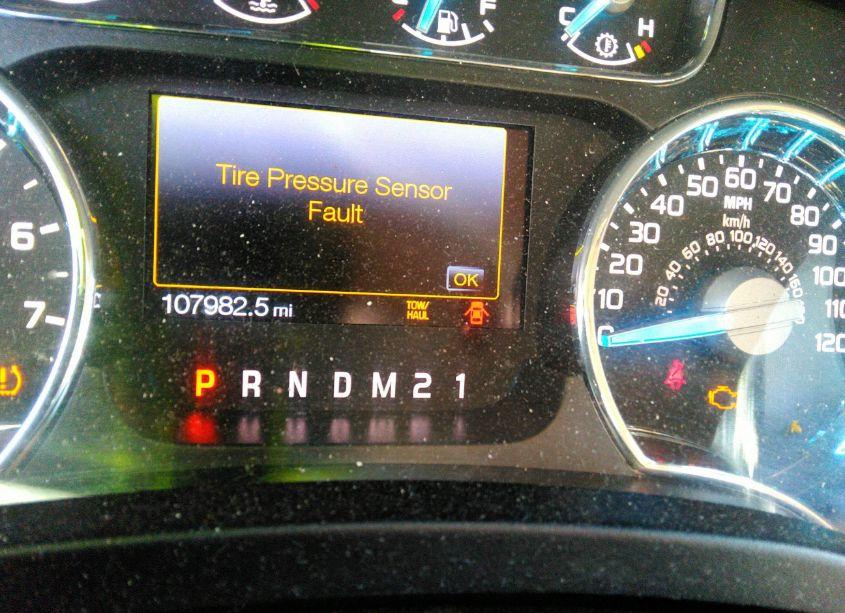 E F
C H
Tire Pressure Sensor
Fault
OK
107982.5 mi
TOW/
HAUL
P R N D M 2 1
6
7
0 10 20 30 40 50 60 70 80 90 100 110 120
MPH
km/h
20 40 60 80 100 120 140 160